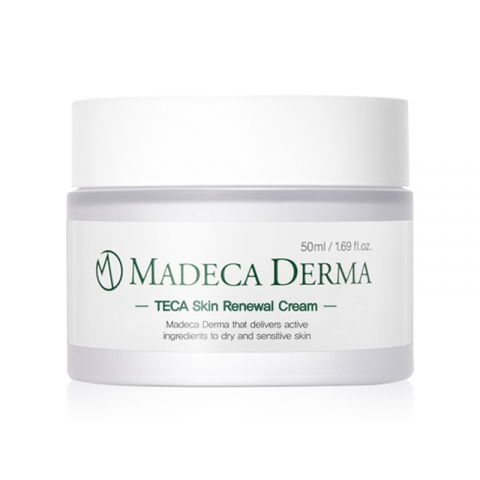 50ml / 1.69 fl.oz.
MADECA DERMA
TECA Skin Renewal Cream
Madeca Derma that delivers active
ingredients to dry and sensitive skin